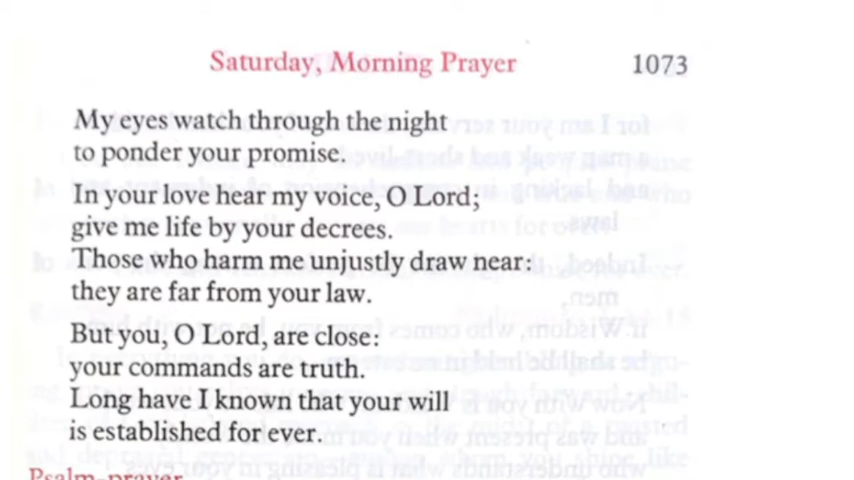 Saturday, Morning Prayer 1073
My eyes watch through the night
to ponder your promise.
In your love hear my voice, O Lord;
give me life by your decrees.
Those who harm me unjustly draw near:
they are far from your law.
But you, O Lord, are close:
your commands are truth.
Long have I known that your will
is established for ever.
Psalm-prayer